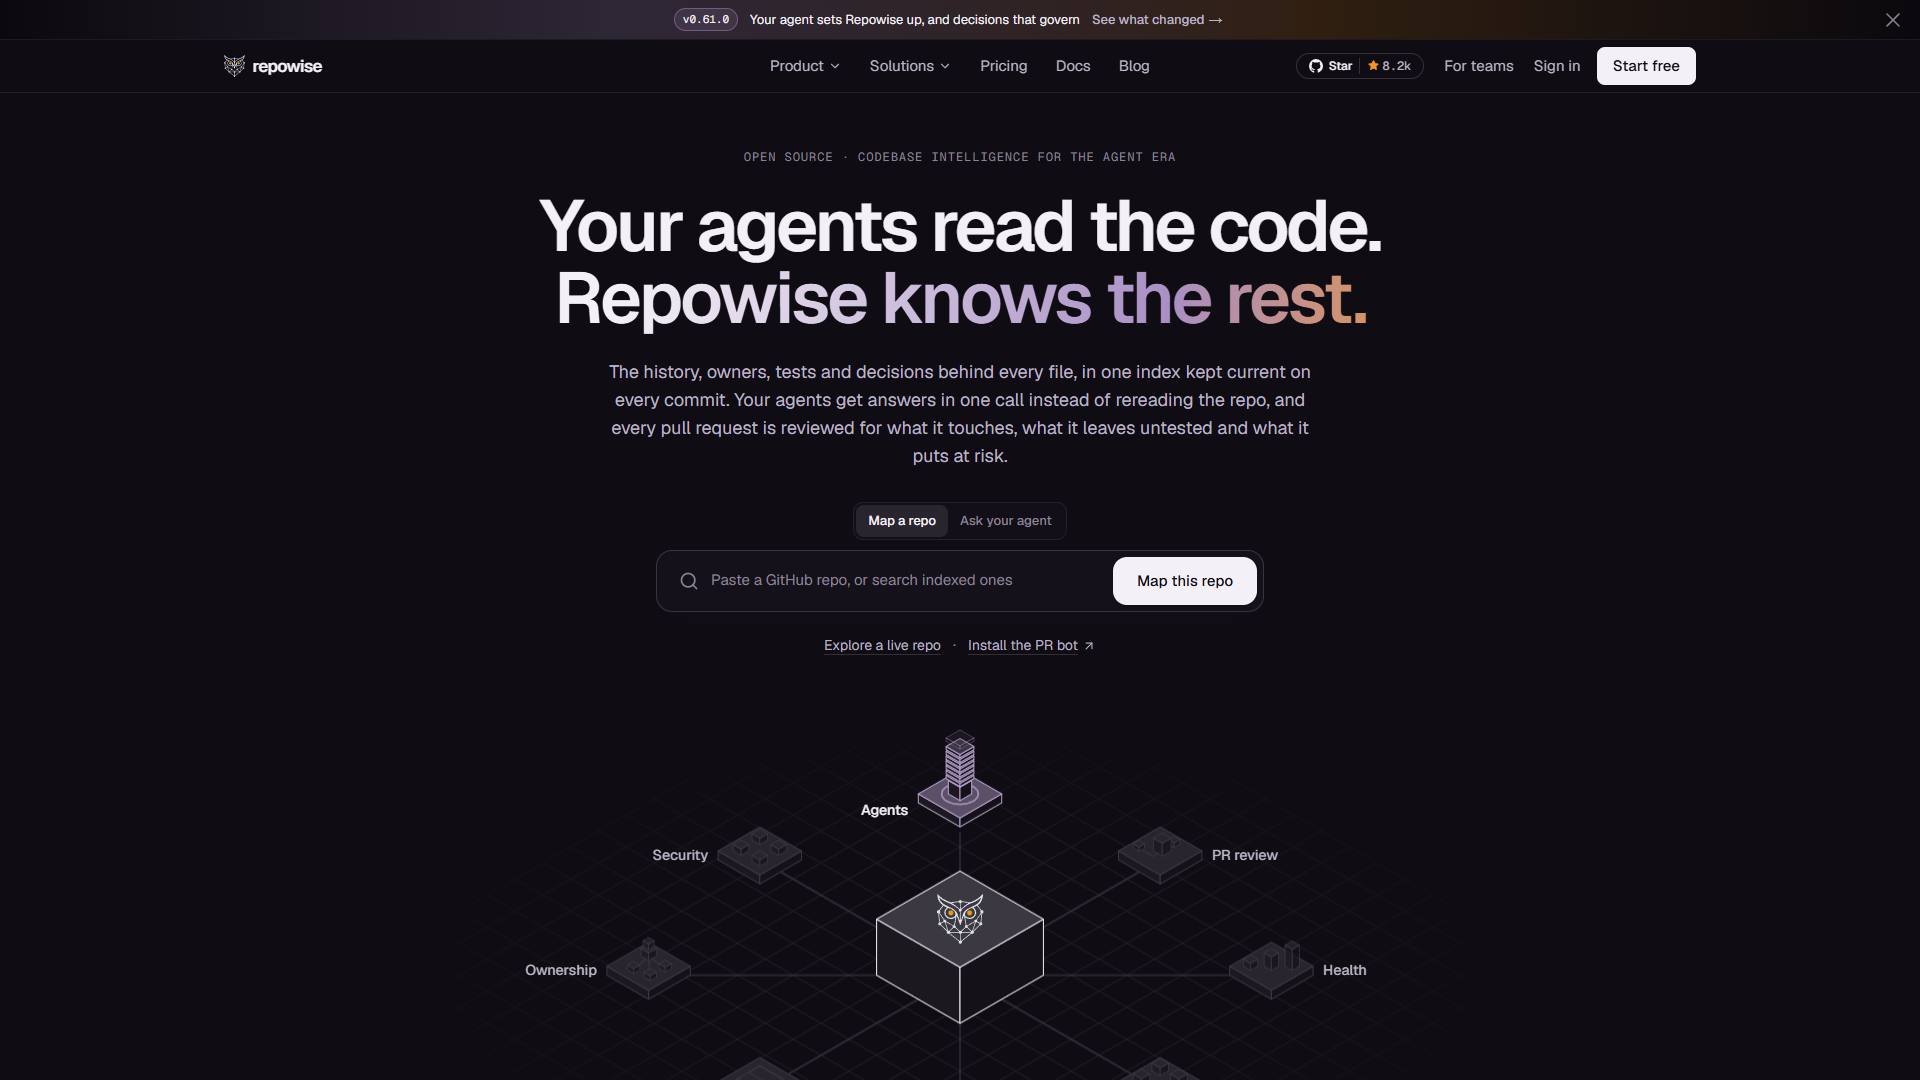 v0.61.0 Your agent sets Repowise up, and decisions that govern See what changed →
repowise Product Solutions Pricing Docs Blog Star 8.2k For teams Sign in Start free
OPEN SOURCE · CODEBASE INTELLIGENCE FOR THE AGENT ERA
Your agents read the code.
Repowise knows the rest.
The history, owners, tests and decisions behind every file, in one index kept current on
every commit. Your agents get answers in one call instead of rereading the repo, and
every pull request is reviewed for what it touches, what it leaves untested and what it
puts at risk.
Map a repo Ask your agent
Paste a GitHub repo, or search indexed ones Map this repo
Explore a live repo · Install the PR bot ↗
Agents
Security PR review
Ownership Health